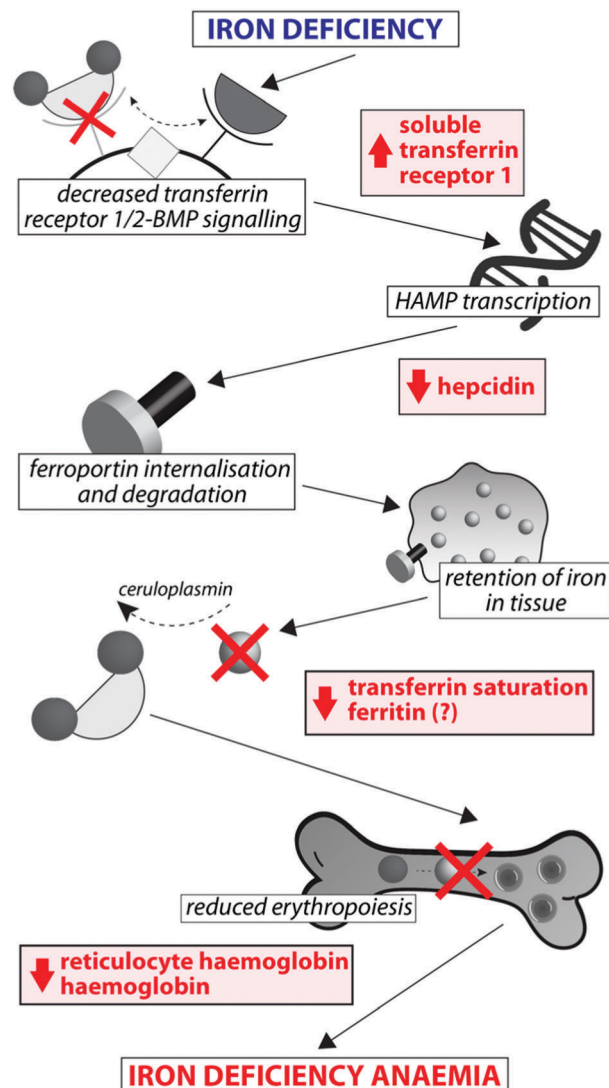 IRON DEFICIENCY
soluble
transferrin
receptor 1
decreased transferrin
receptor 1/2-BMP signalling
HAMP transcription
hepcidin
ferroportin internalisation
and degradation
retention of iron
in tissue
ceruloplasmin
transferrin saturation
ferritin (?)
reduced erythropoiesis
reticulocyte haemoglobin
haemoglobin
IRON DEFICIENCY ANAEMIA